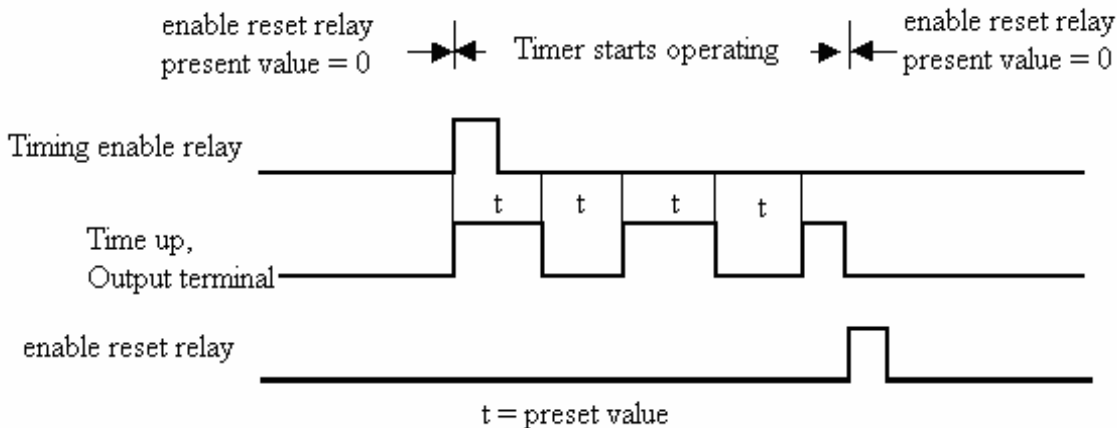 enable reset relay
present value = 0
Timer starts operating
enable reset relay
present value = 0
Timing enable relay
t
t
t
t
Time up,
Output terminal
enable reset relay
t = preset value